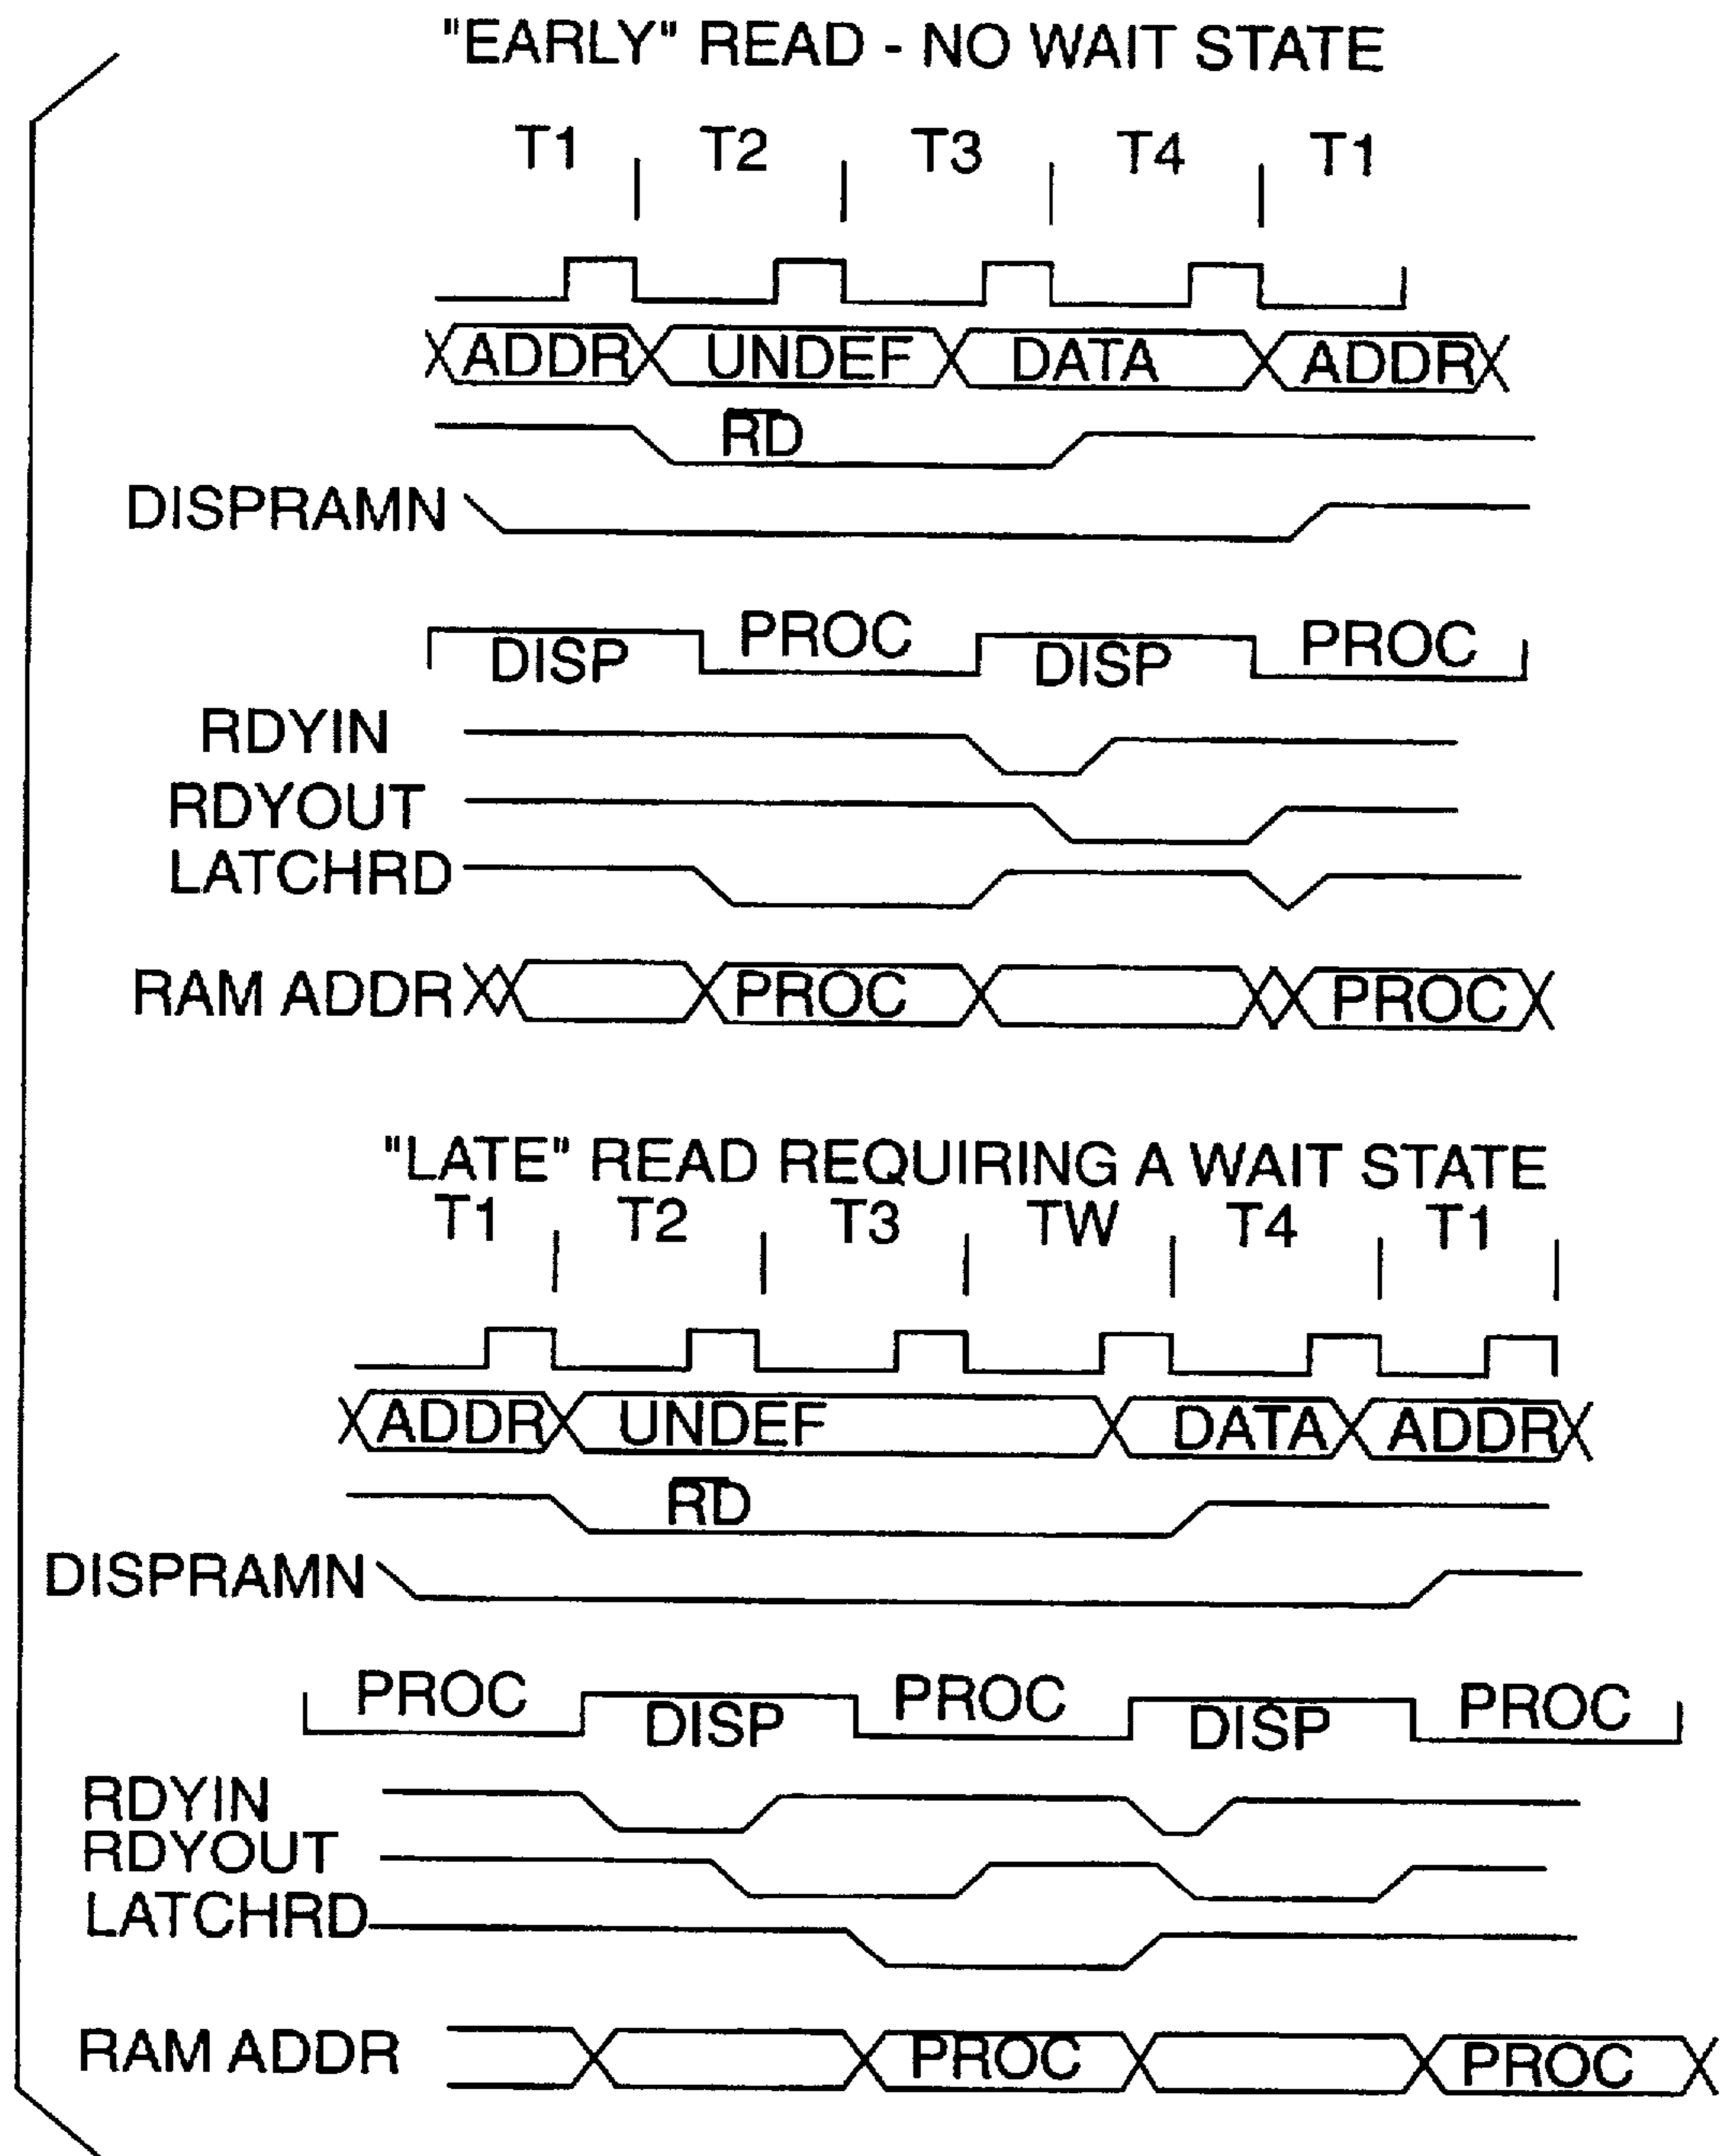 "EARLY" READ - NO WAIT STATE
T1 T2 T3 T4 T1
ADDR UNDEF DATA ADDR
RD
DISPRAMN
DISP PROC DISP PROC
RDYIN
RDYOUT
LATCHRD
RAM ADDR PROC PROC
"LATE" READ REQUIRING A WAIT STATE
T1 T2 T3 TW T4 T1
ADDR UNDEF DATA ADDR
RD
DISPRAMN
PROC DISP PROC DISP PROC
RDYIN
RDYOUT
LATCHRD
RAM ADDR PROC PROC